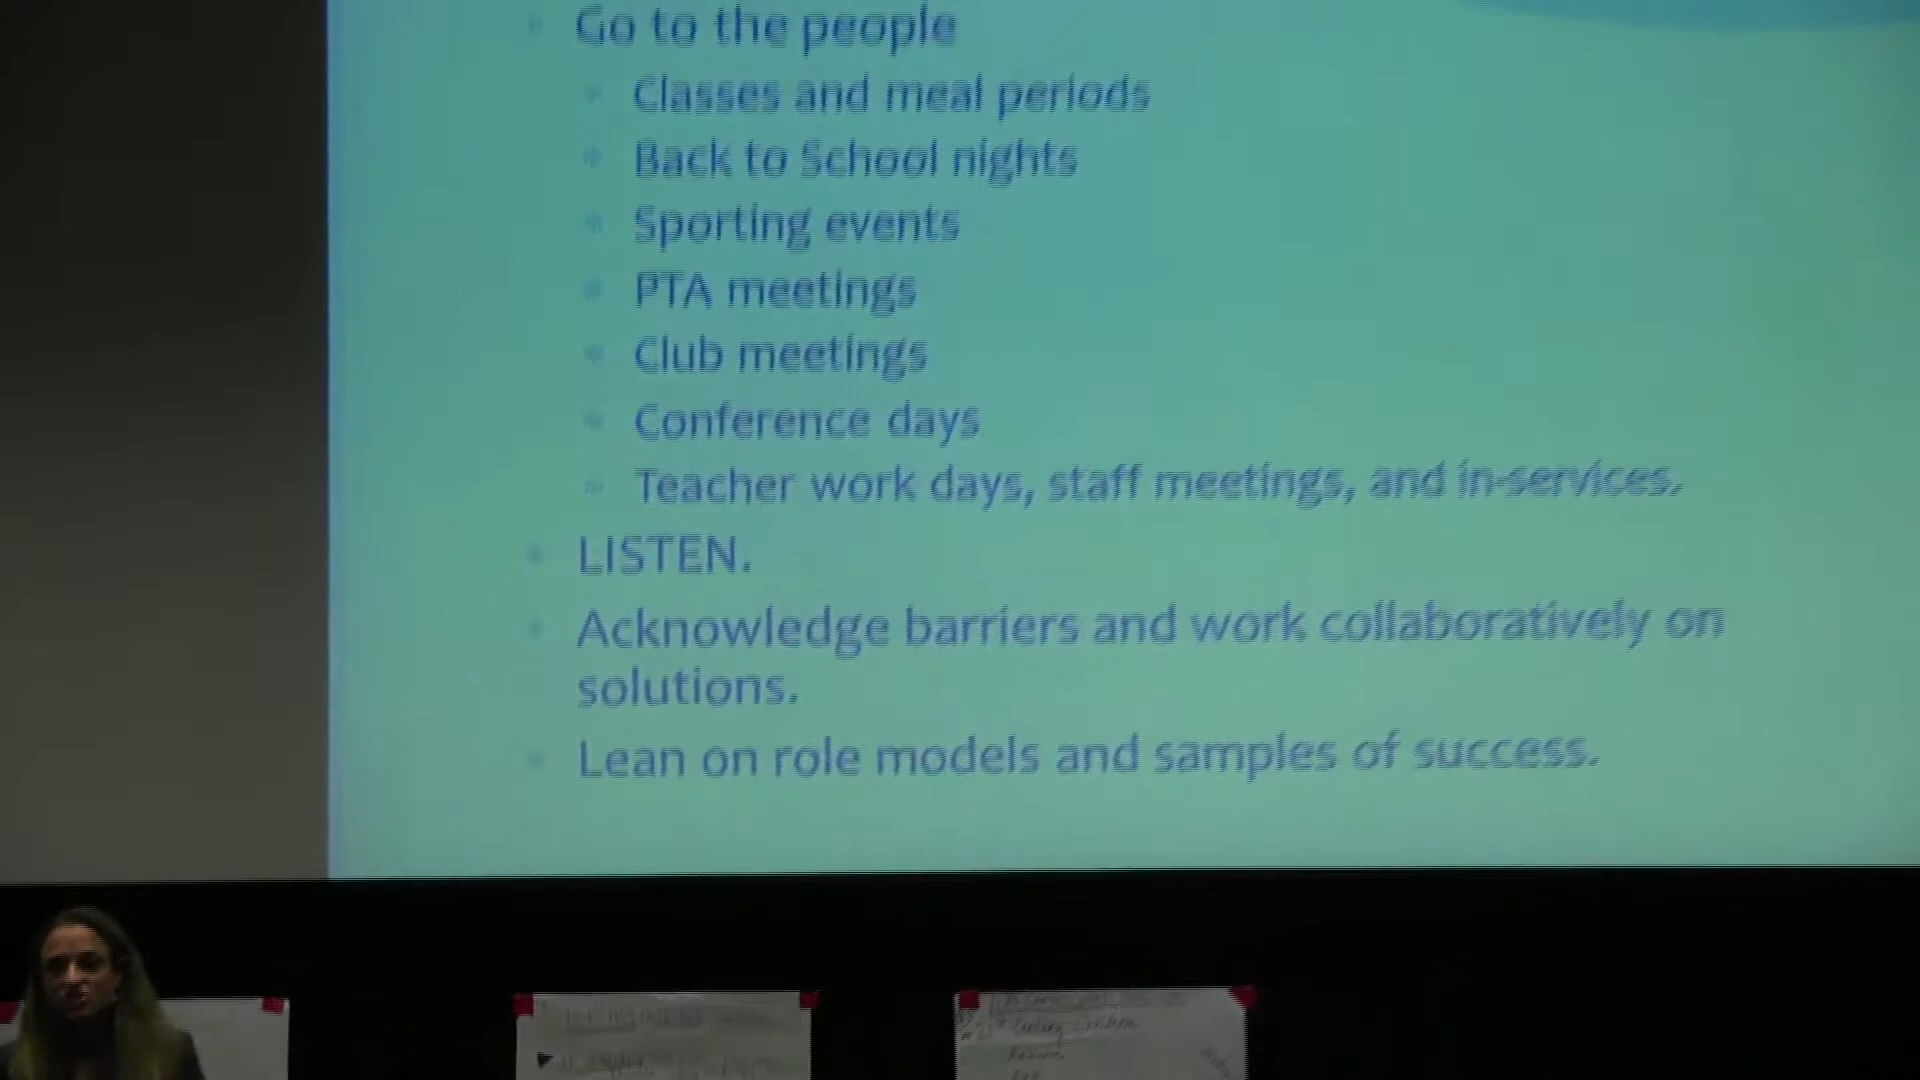 Go to the people
Classes and meal periods
Back to School nights
Sporting events
PTA meetings
Club meetings
Conference days
Teacher work days, staff meetings, and in-services.
LISTEN.
Acknowledge barriers and work collaboratively on
solutions.
Lean on role models and samples of success.